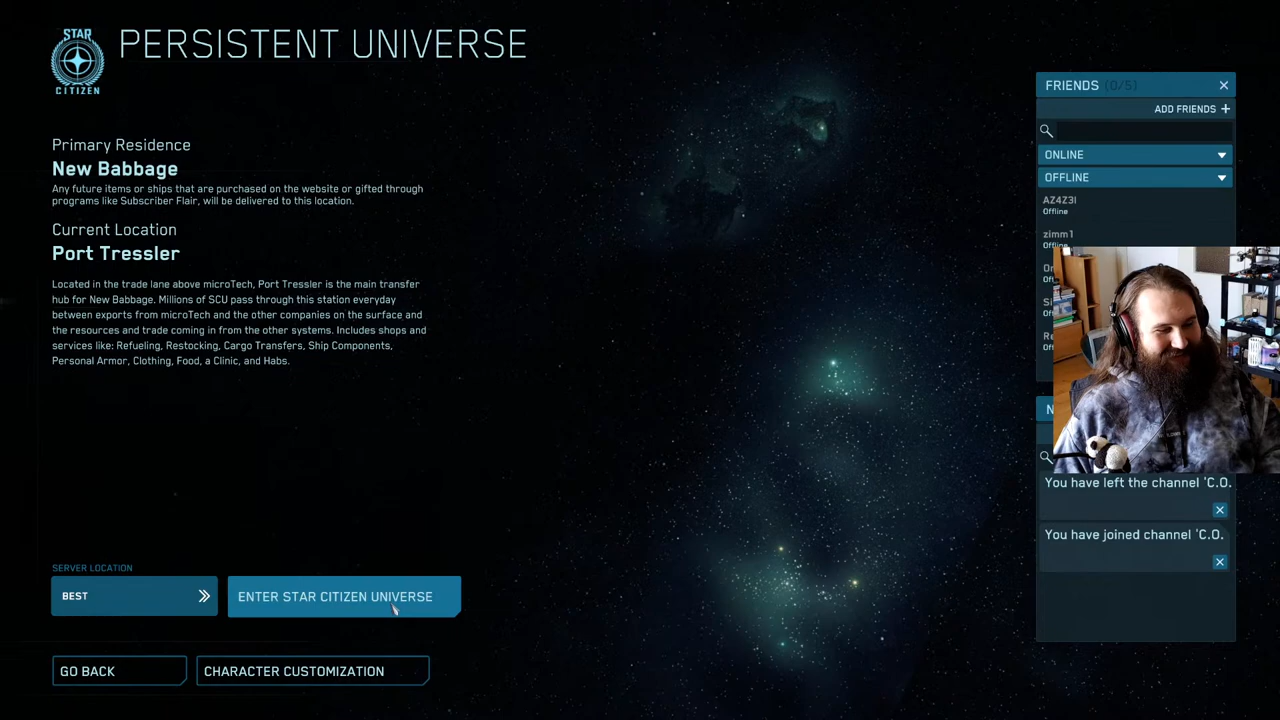 STAR
CITIZEN
PERSISTENT UNIVERSE
Primary Residence
New Babbage
Any future items or ships that are purchased on the website or gifted through
programs like Subscriber Flair, will be delivered to this location.
Current Location
Port Tressler
Located in the trade lane above microTech, Port Tressler is the main transfer
hub for New Babbage. Millions of SCU pass through this station everyday
between exports from microTech and the other companies on the surface and
the resources and trade coming in from the other systems. Includes shops and
services like: Refueling, Restocking, Cargo Transfers, Ship Components,
Personal Armor, Clothing, Food, a Clinic, and Habs.
SERVER LOCATION
BEST
ENTER STAR CITIZEN UNIVERSE
GO BACK
CHARACTER CUSTOMIZATION
FRIENDS (0/5)
ADD FRIENDS +
ONLINE
OFFLINE
AZ4Z3I
Offline
zimm1
Offline
You have left the channel 'C.O.
You have joined channel 'C.O.